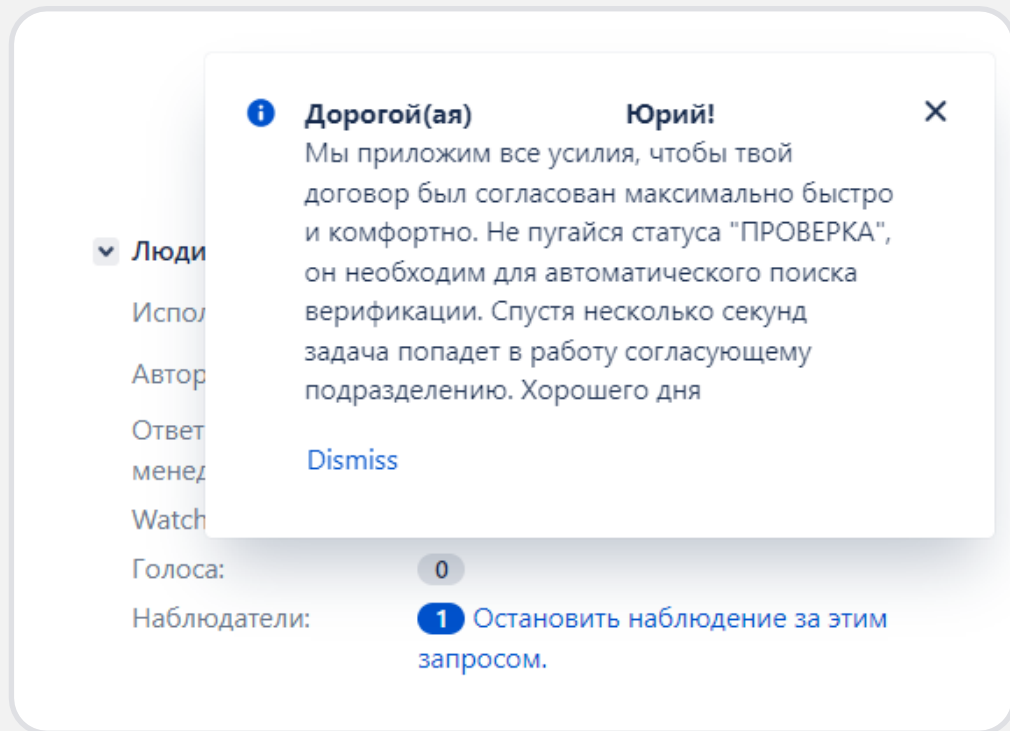 Дорогой(ая) Юрий!
Мы приложим все усилия, чтобы твой
договор был согласован максимально быстро
и комфортно. Не пугайся статуса "ПРОВЕРКА",
он необходим для автоматического поиска
верификации. Спустя несколько секунд
задача попадет в работу согласующему
подразделению. Хорошего дня
Dismiss
Люди
Испол
Автор
Ответ
менед
Watch
Голоса: 0
Наблюдатели: 1 Остановить наблюдение за этим
запросом.